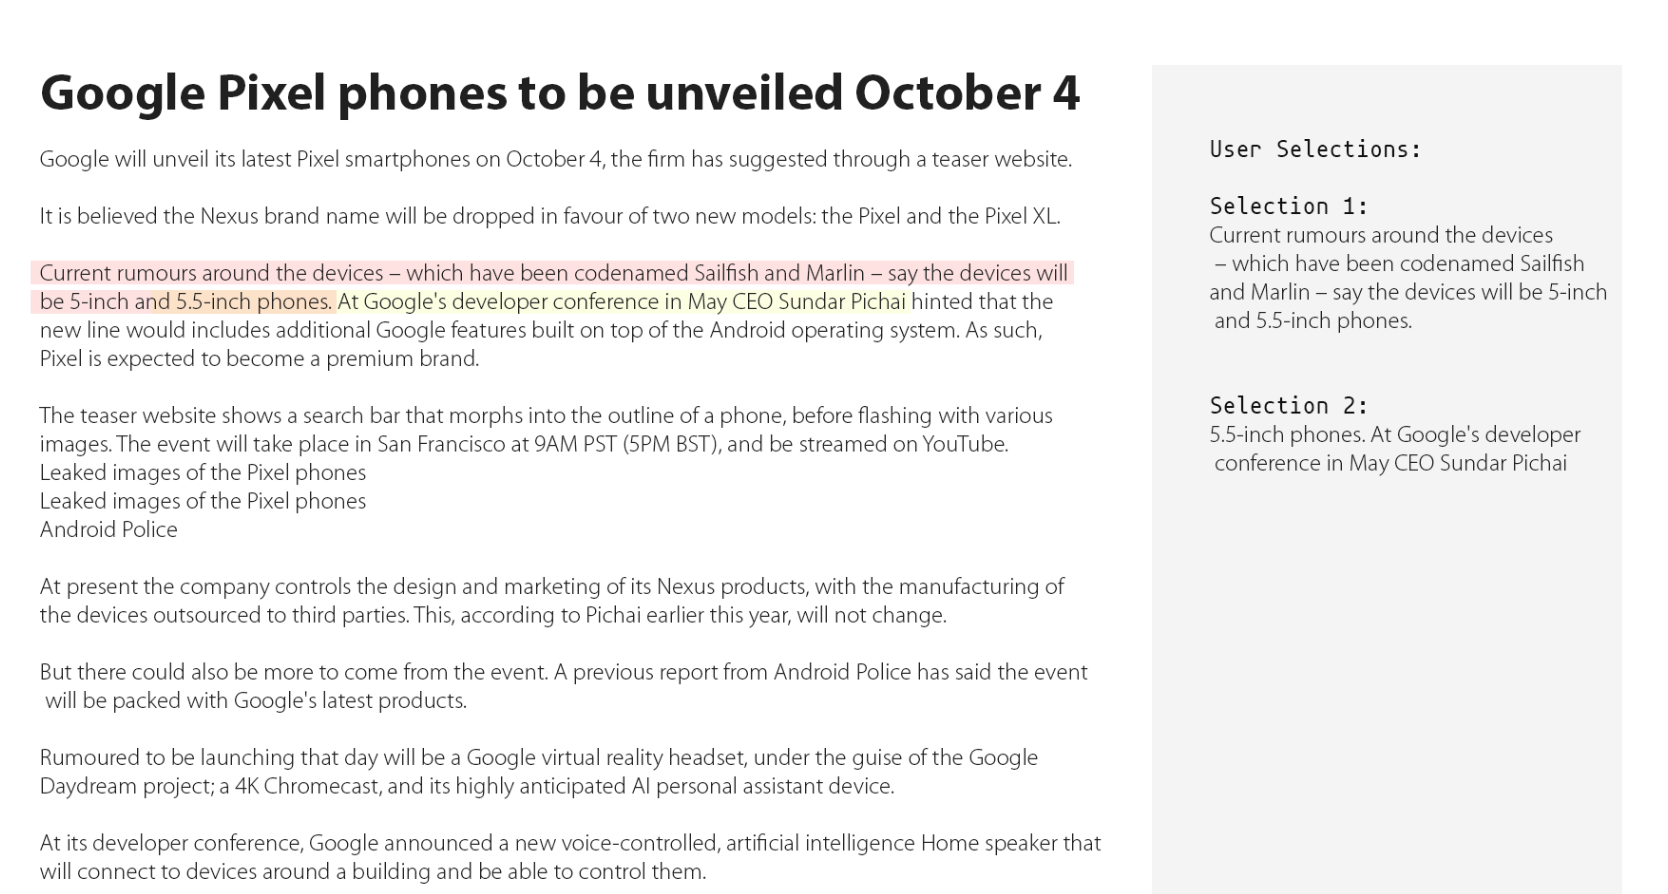 Google Pixel phones to be unveiled October 4
Google will unveil its latest Pixel smartphones on October 4, the firm has suggested through a teaser website.
It is believed the Nexus brand name will be dropped in favour of two new models: the Pixel and the Pixel XL.
Current rumours around the devices – which have been codenamed Sailfish and Marlin – say the devices will
be 5-inch and 5.5-inch phones. At Google's developer conference in May CEO Sundar Pichai hinted that the
new line would includes additional Google features built on top of the Android operating system. As such,
Pixel is expected to become a premium brand.
The teaser website shows a search bar that morphs into the outline of a phone, before flashing with various
images. The event will take place in San Francisco at 9AM PST (5PM BST), and be streamed on YouTube.
Leaked images of the Pixel phones
Leaked images of the Pixel phones
Android Police
At present the company controls the design and marketing of its Nexus products, with the manufacturing of
the devices outsourced to third parties. This, according to Pichai earlier this year, will not change.
But there could also be more to come from the event. A previous report from Android Police has said the event
will be packed with Google's latest products.
Rumoured to be launching that day will be a Google virtual reality headset, under the guise of the Google
Daydream project; a 4K Chromecast, and its highly anticipated AI personal assistant device.
At its developer conference, Google announced a new voice-controlled, artificial intelligence Home speaker that
will connect to devices around a building and be able to control them.
User Selections:
Selection 1:
Current rumours around the devices
– which have been codenamed Sailfish
and Marlin – say the devices will be 5-inch
and 5.5-inch phones.
Selection 2:
5.5-inch phones. At Google's developer
conference in May CEO Sundar Pichai